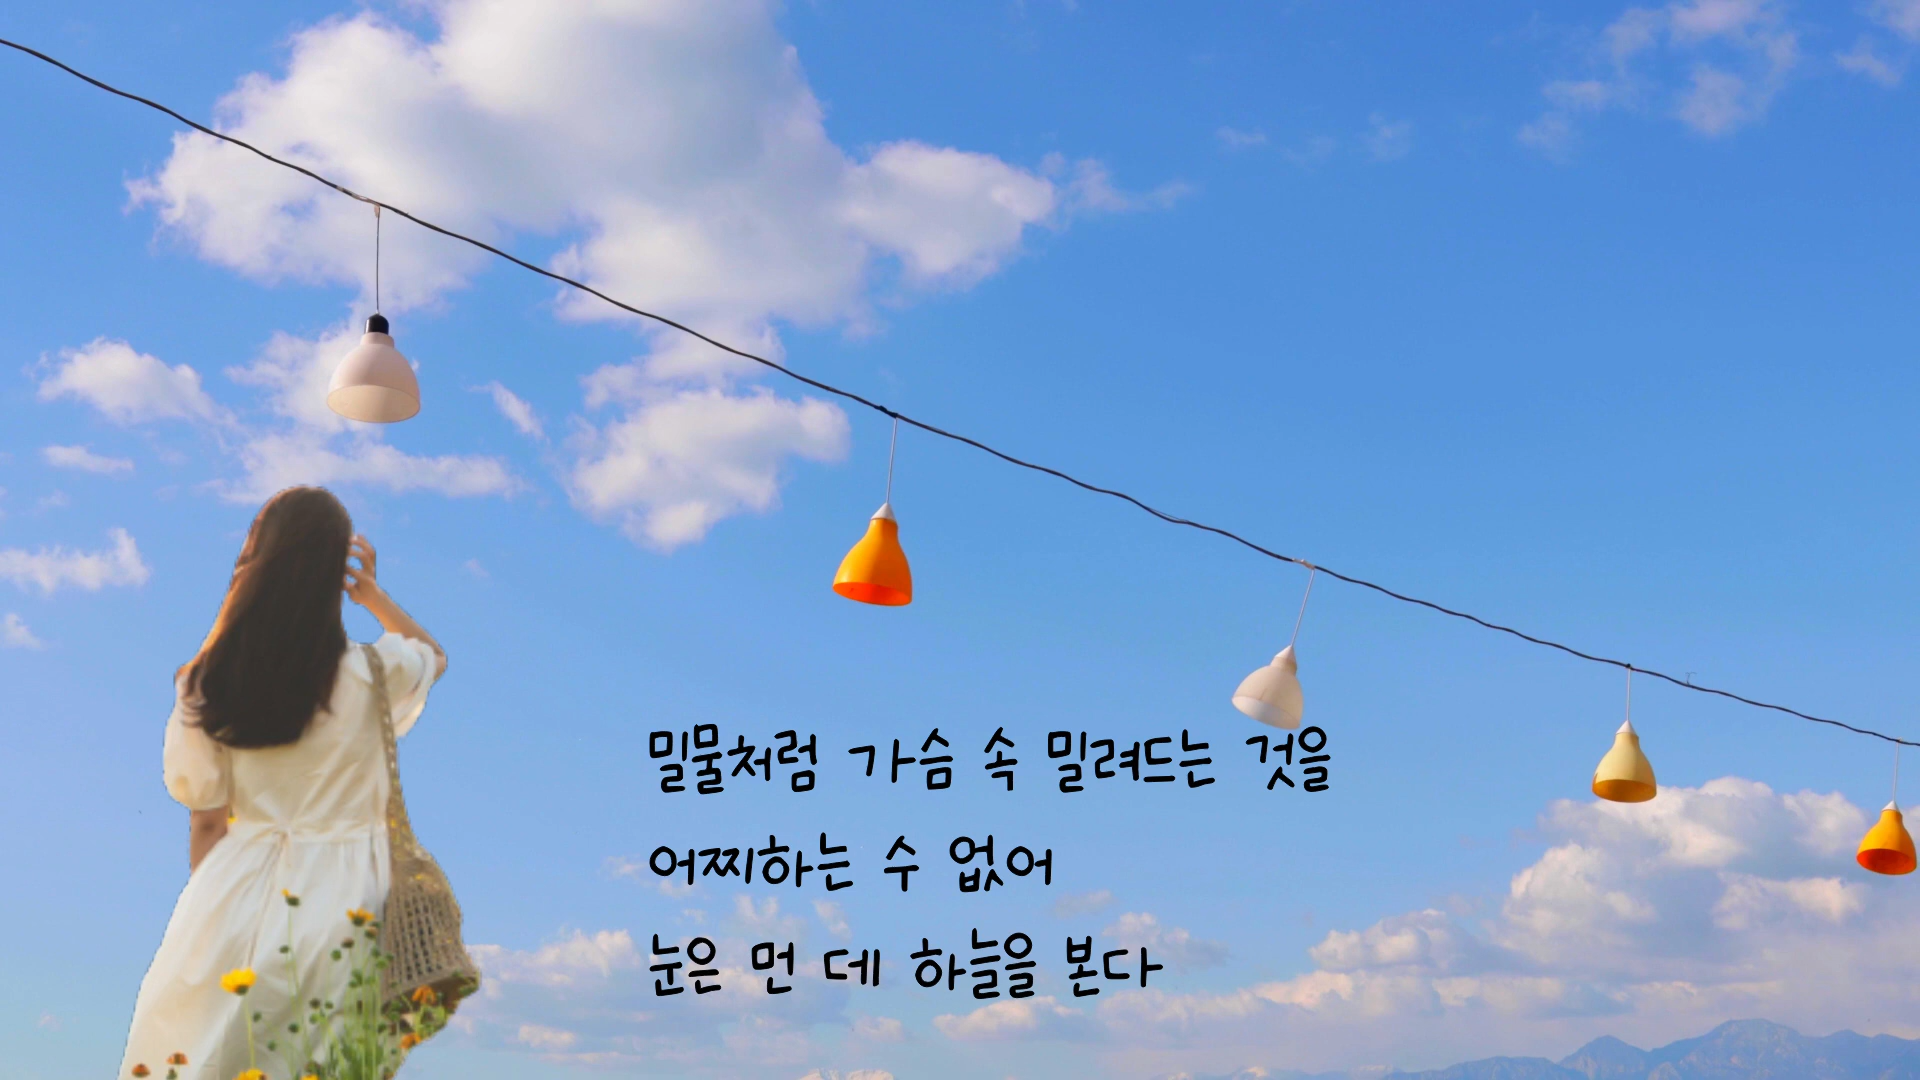 밀물처럼 가슴 속 밀려드는 것을
어찌하는 수 없어
눈은 먼 데 하늘을 본다